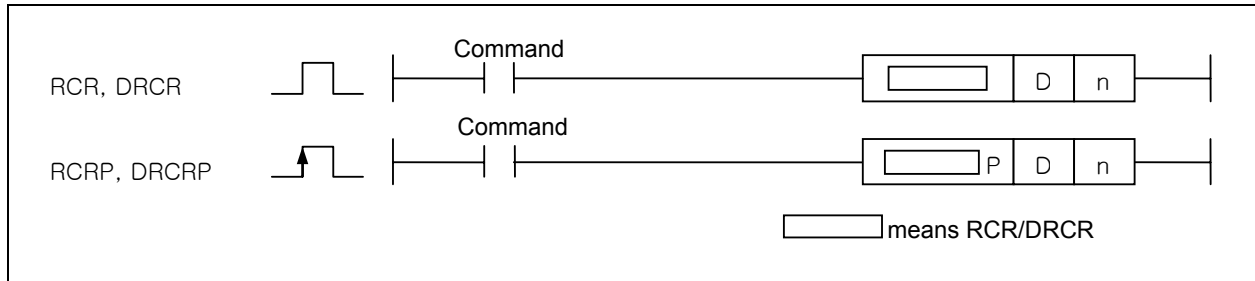 Command
RCR, DRCR D n
Command
RCRP, DRCRP P D n
means RCR/DRCR